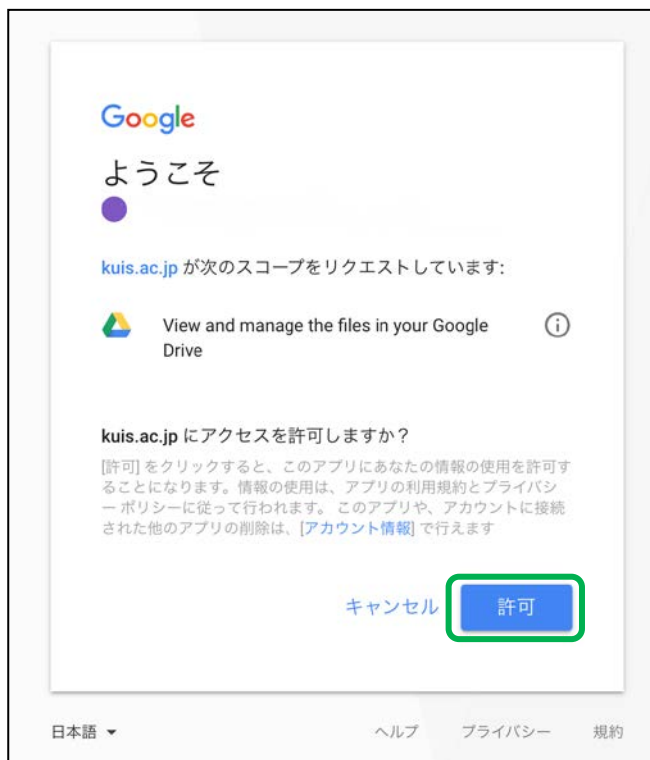 Google
ようこそ
kuis.ac.jp が次のスコープをリクエストしています:
View and manage the files in your Google
Drive
kuis.ac.jp にアクセスを許可しますか？
[許可] をクリックすると、このアプリにあなたの情報の使用を許可す
ることになります。情報の使用は、アプリの利用規約とプライバシ
ー ポリシーに従って行われます。 このアプリや、アカウントに接続
された他のアプリの削除は、[アカウント情報] で行えます
キャンセル 許可
日本語 ヘルプ プライバシー 規約